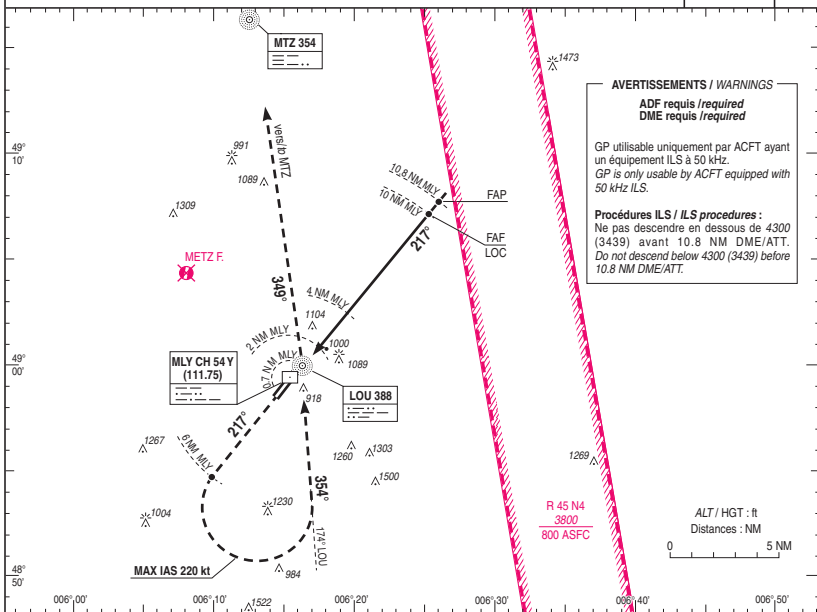 MTZ 354
1473
AVERTISSEMENTS / WARNINGS
ADF requis /required
DME requis /required
GP utilisable uniquement par ACFT ayant
un équipement ILS à 50 kHz.
GP is only usable by ACFT equipped with
50 kHz ILS.
Procédures ILS / ILS procedures :
Ne pas descendre en dessous de 4300
(3439) avant 10.8 NM DME/ATT.
Do not descend below 4300 (3439) before
10.8 NM DME/ATT.
vers/to MTZ
49°
10'
991
1089
1309
10.8 NM MLY
10 NM MLY
FAP
FAF
LOC
217°
METZ F.
349°
4 NM MLY
1104
2 NM MLY
1000
1089
0.7 NM MLY
49°
00'
MLY CH 54 Y
(111.75)
LOU 388
918
217°
6 NM MLY
1267
1260
1303
1500
1269
354°
174° LOU
1230
1004
R 45 N4
3800
800 ASFC
ALT / HGT : ft
Distances : NM
0
5 NM
984
MAX IAS 220 kt
48°
50'
006°00'
006°10'
1522
006°20'
006°30'
006°40'
006°50'